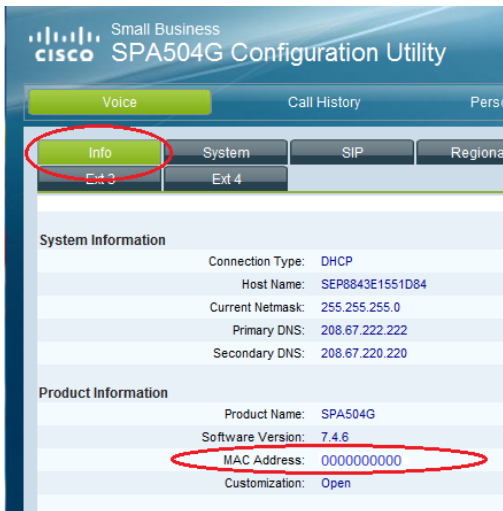 Small Business
cisco SPA504G Configuration Utility
Voice Call History Pers
Info System SIP Regiona
Ext 3 Ext 4
System Information
Connection Type: DHCP
Host Name: SEP8843E1551D84
Current Netmask: 255.255.255.0
Primary DNS: 208.67.222.222
Secondary DNS: 208.67.220.220
Product Information
Product Name: SPA504G
Software Version: 7.4.6
MAC Address: 0000000000
Customization: Open